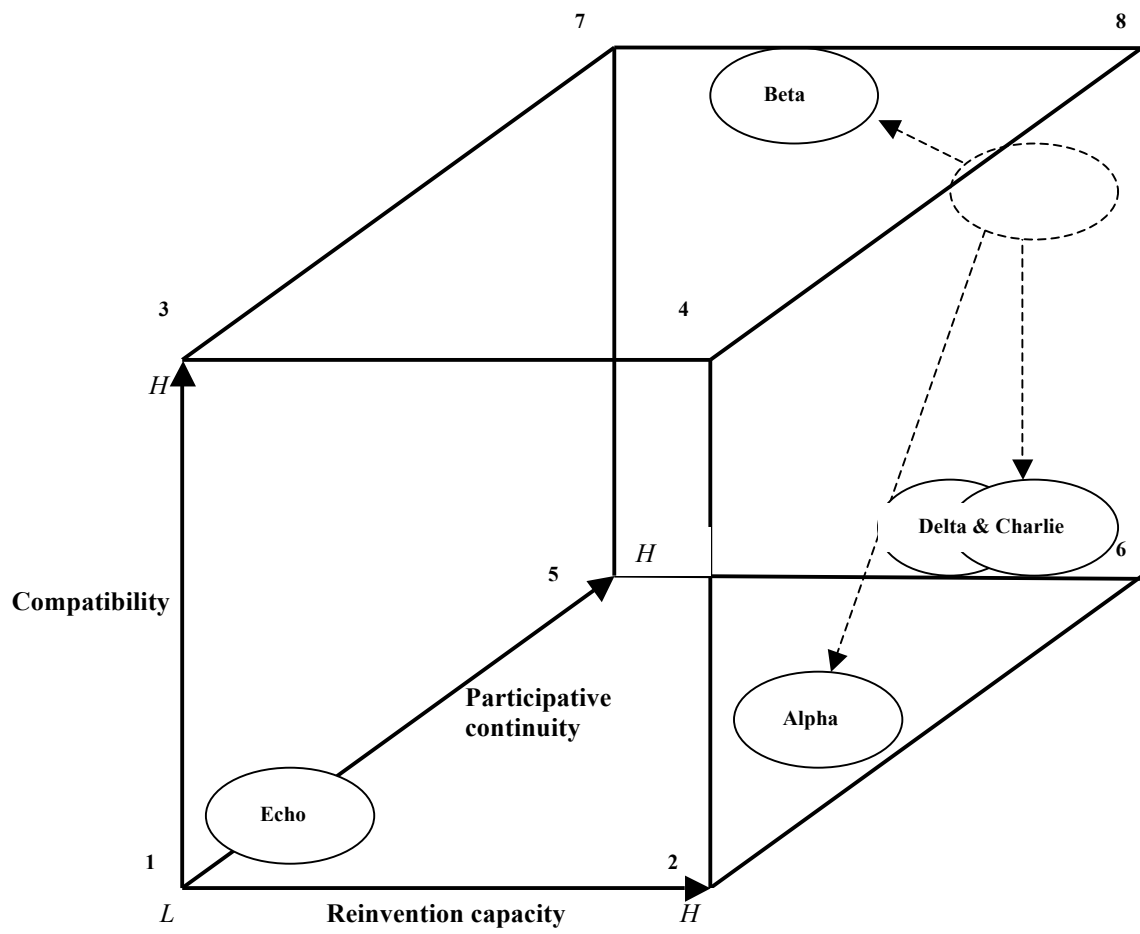 7
8
Beta
3
4
H
Delta & Charlie
H
5
6
Compatibility
Participative
continuity
Alpha
Echo
1
2
L
Reinvention capacity
H